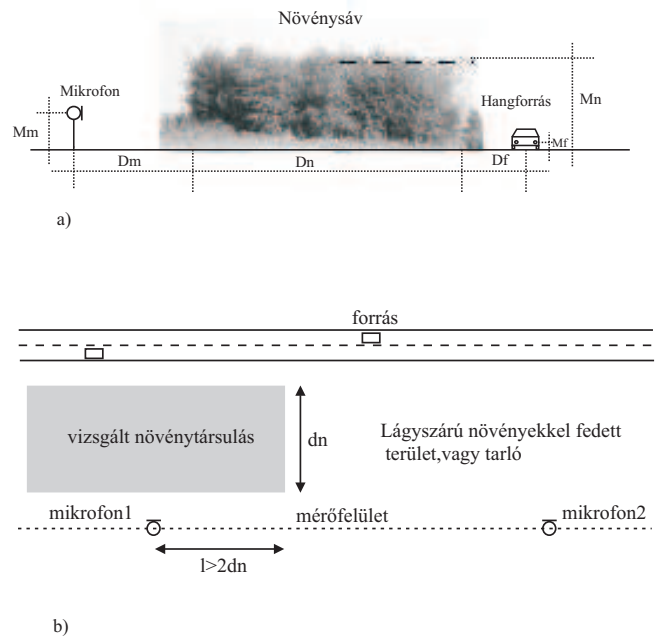 Növénysáv
Mikrofon
Hangforrás
Mn
Mm
Mf
Dm
Dn
Df
a)
forrás
vizsgált növénytársulás
dn
Lágyszárú növényekkel fedett
terület,vagy tarló
mikrofon1
mérőfelület
mikrofon2
l>2dn
b)